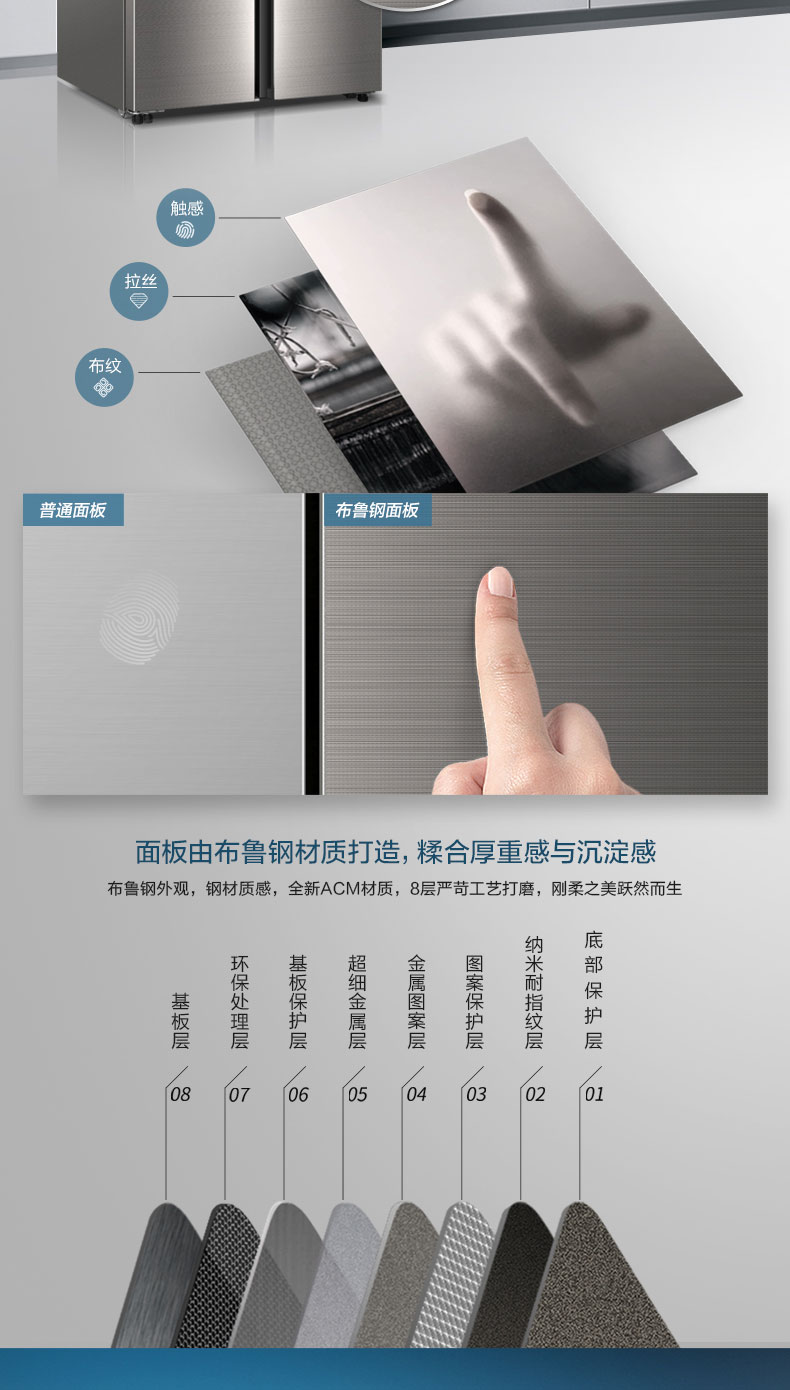 触感
拉丝
布纹
普通面板
布鲁钢面板
面板由布鲁钢材质打造，糅合厚重感与沉淀感
布鲁钢外观，钢材质感，全新ACM材质，8层严苛工艺打磨，刚柔之美跃然而生
基板层
08
环保处理层
07
基板保护层
06
超细金属层
05
金属图案层
04
图案保护层
03
纳米耐指纹层
02
底部保护层
01